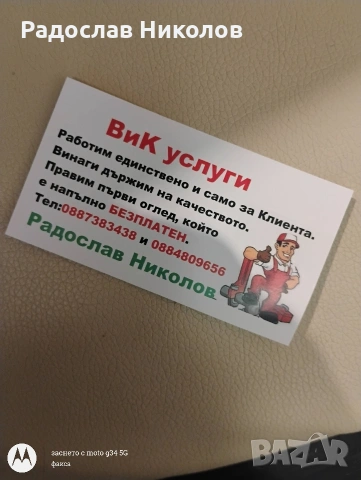 Радослав Николов
ВиК услуги
Работим единствено и само за Клиента.
Винаги държим на качеството.
Правим първи оглед, който
е напълно БЕЗПЛАТЕН.
Тел:0887383438 и 0884809656
Радослав Николов
заснето с moto g34 5G
факса
BAZAR